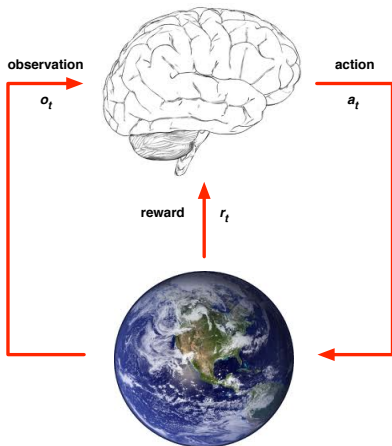 observation
o_t
action
a_t
reward r_t